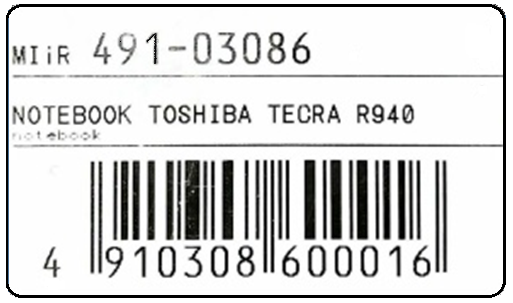 MIiR 491-03086
NOTEBOOK TOSHIBA TECRA R940
notebook
4 910308 600016